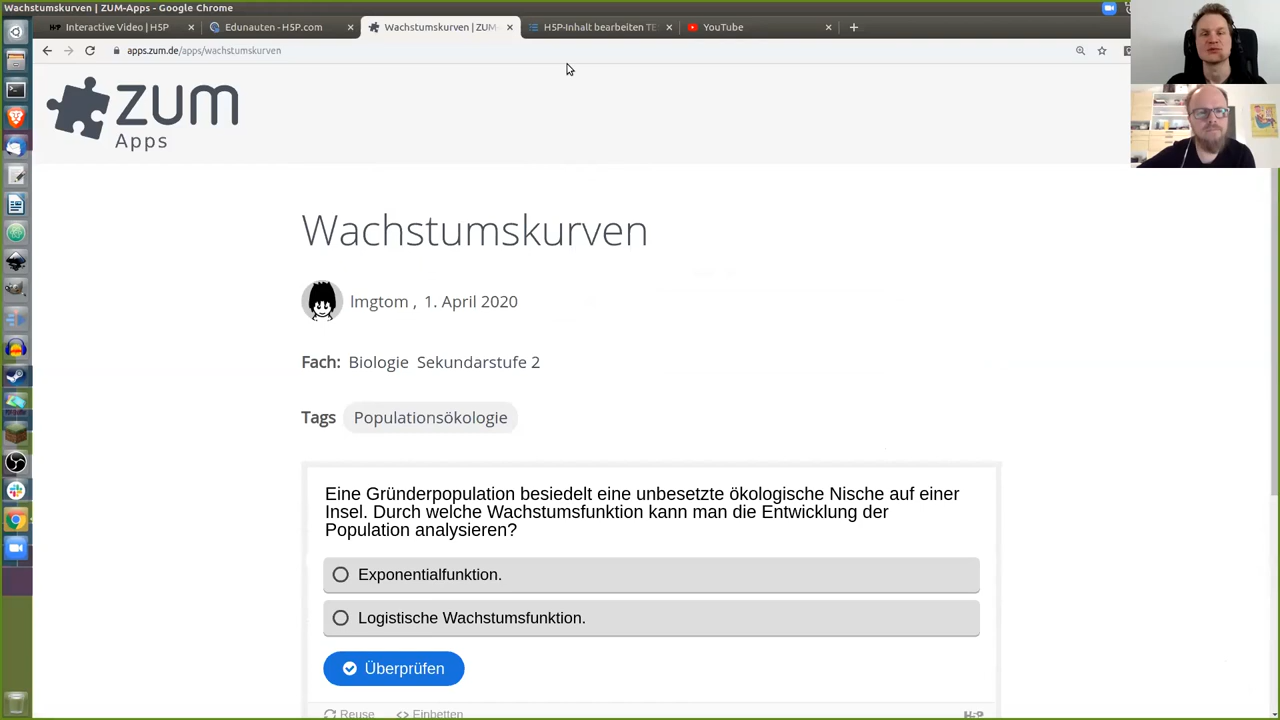 Wachstumskurven | ZUM-Apps - Google Chrome
Interactive Video | H5P
Edunauten - H5P.com
Wachstumskurven | ZUM-
H5P-Inhalt bearbeiten TE
YouTube
apps.zum.de/apps/wachstumskurven
ZUM
Apps
Wachstumskurven
lmgtom , 1. April 2020
Fach: Biologie Sekundarstufe 2
Tags Populationsökologie
Eine Gründerpopulation besiedelt eine unbesetzte ökologische Nische auf einer
Insel. Durch welche Wachstumsfunktion kann man die Entwicklung der
Population analysieren?
Exponentialfunktion.
Logistische Wachstumsfunktion.
Überprüfen
Reuse
Einbetten
H5P